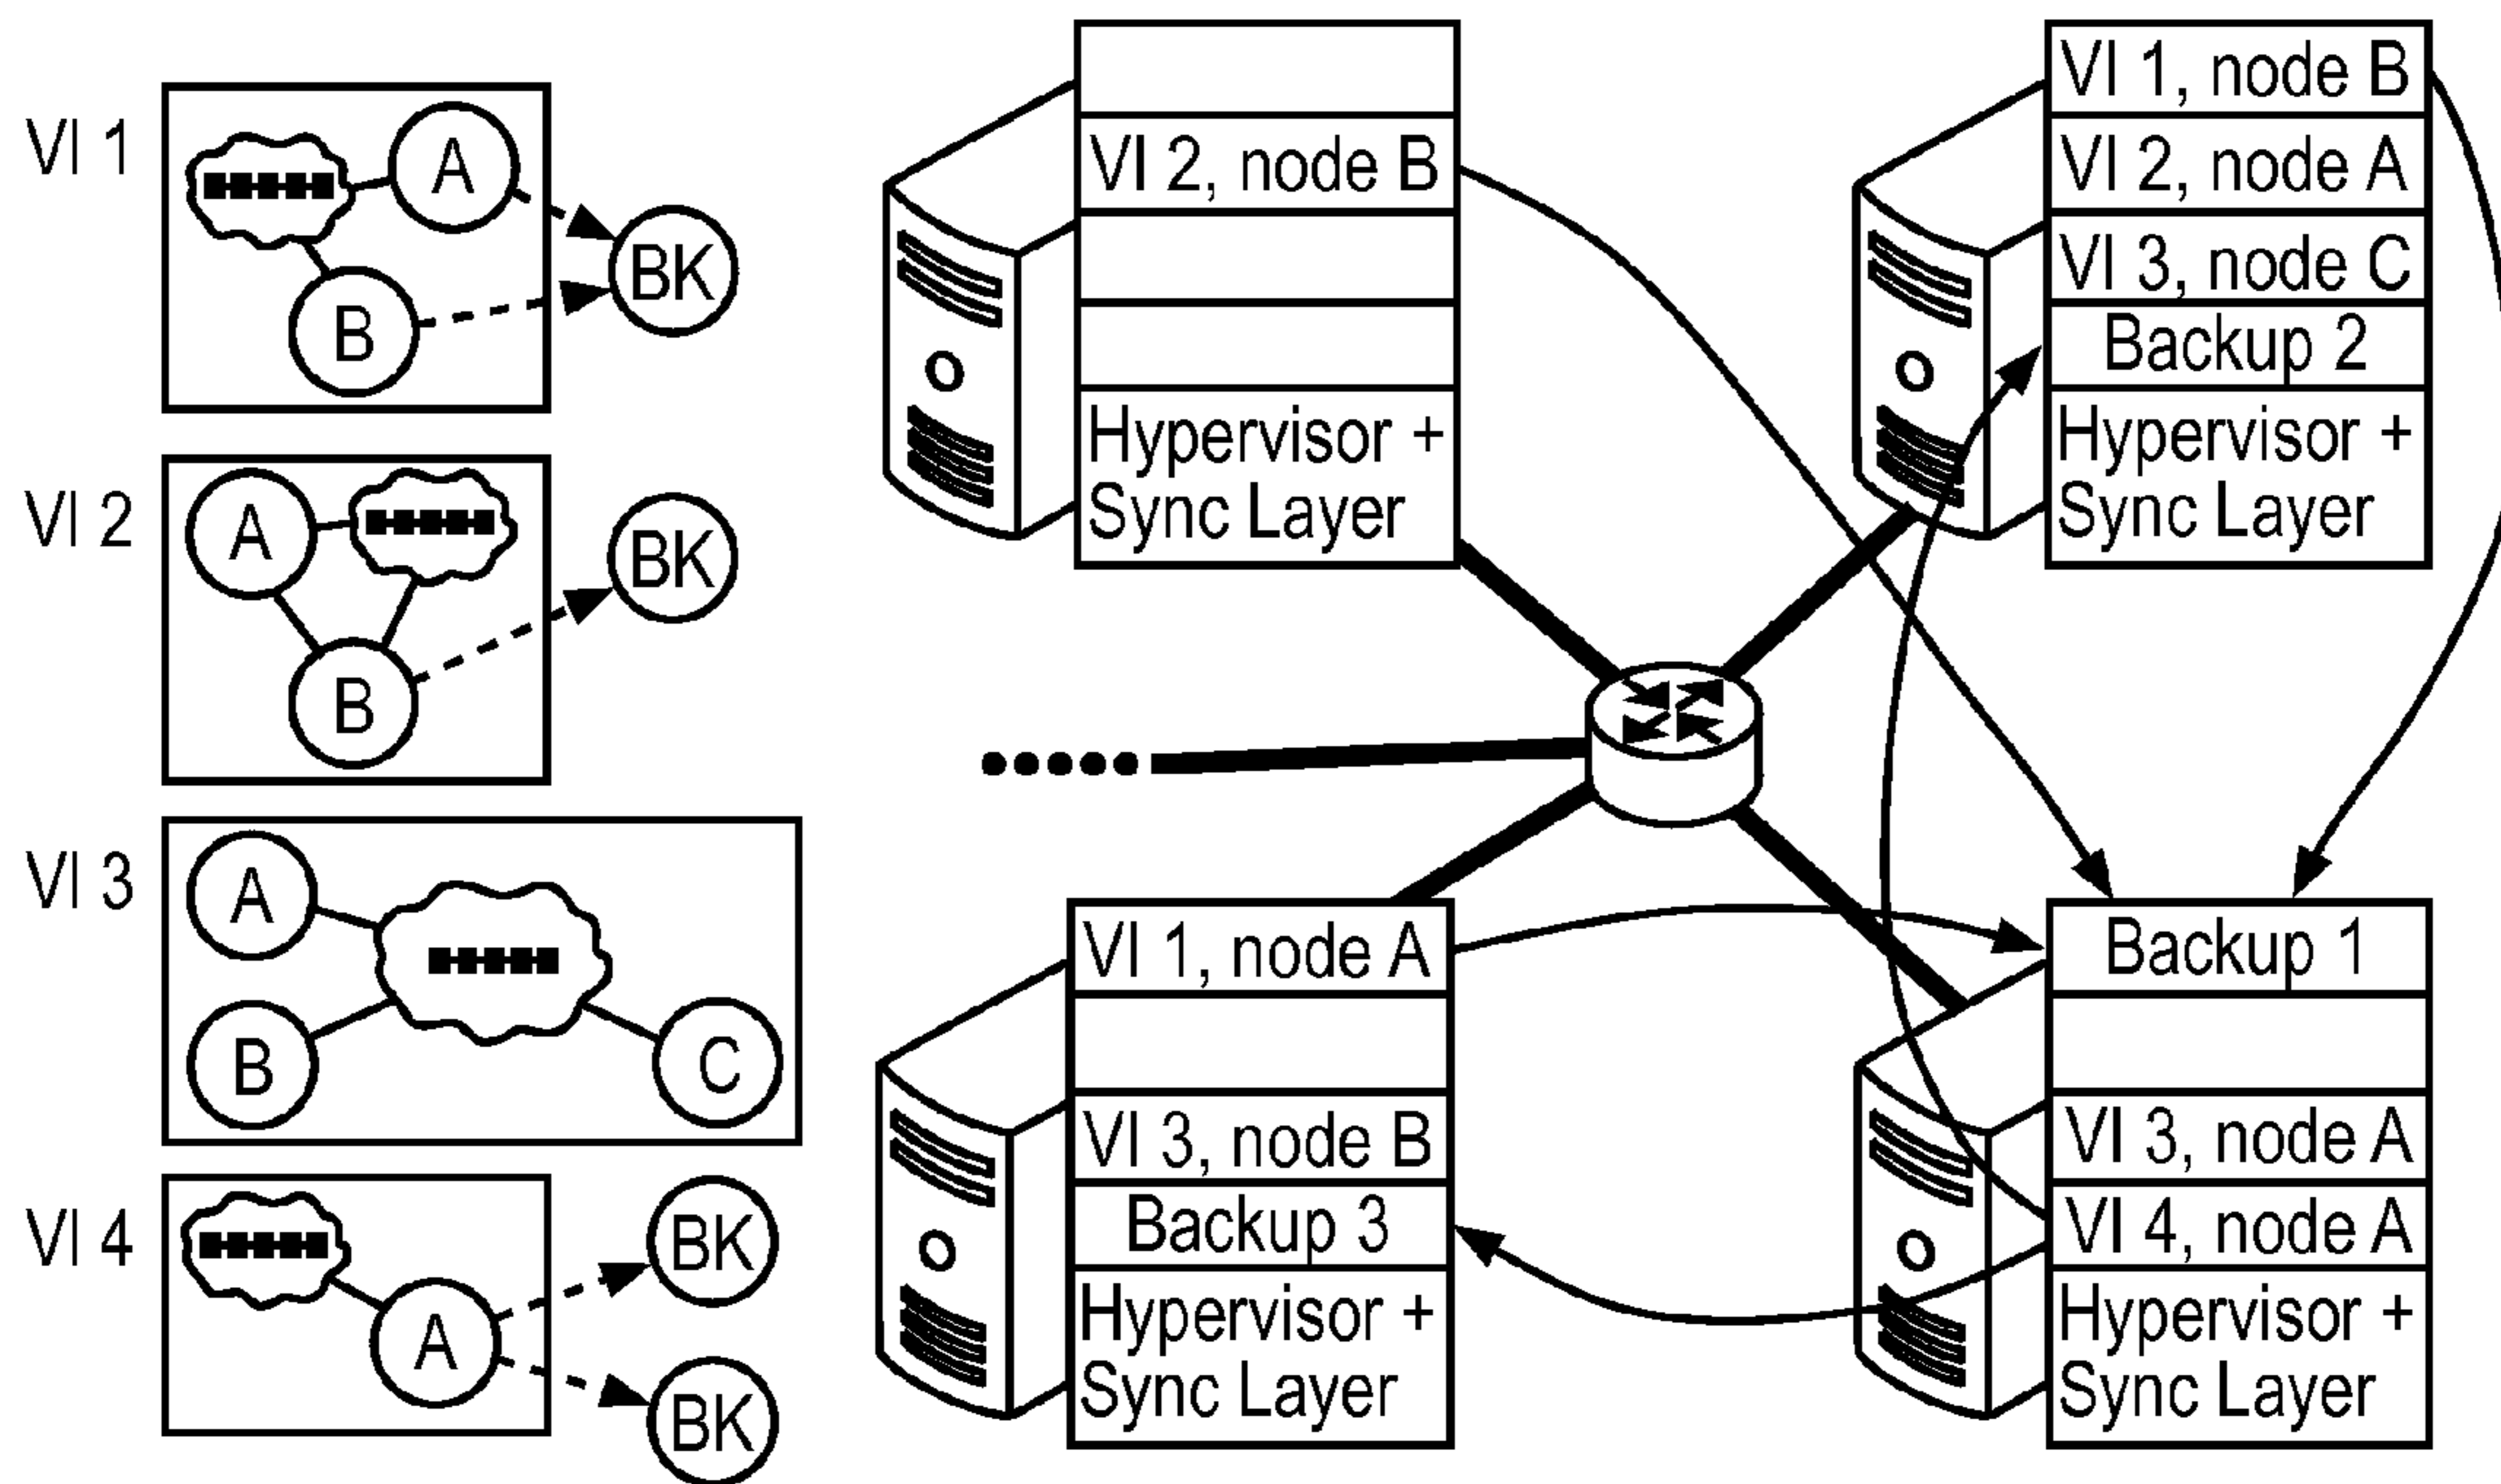 VI 1
A
B
BK
VI 2
A
B
BK
VI 3
A
B
C
VI 4
A
BK
BK
VI 2, node B
Hypervisor +
Sync Layer
VI 1, node B
VI 2, node A
VI 3, node C
Backup 2
Hypervisor +
Sync Layer
VI 1, node A
VI 3, node B
Backup 3
Hypervisor +
Sync Layer
Backup 1
VI 3, node A
VI 4, node A
Hypervisor +
Sync Layer